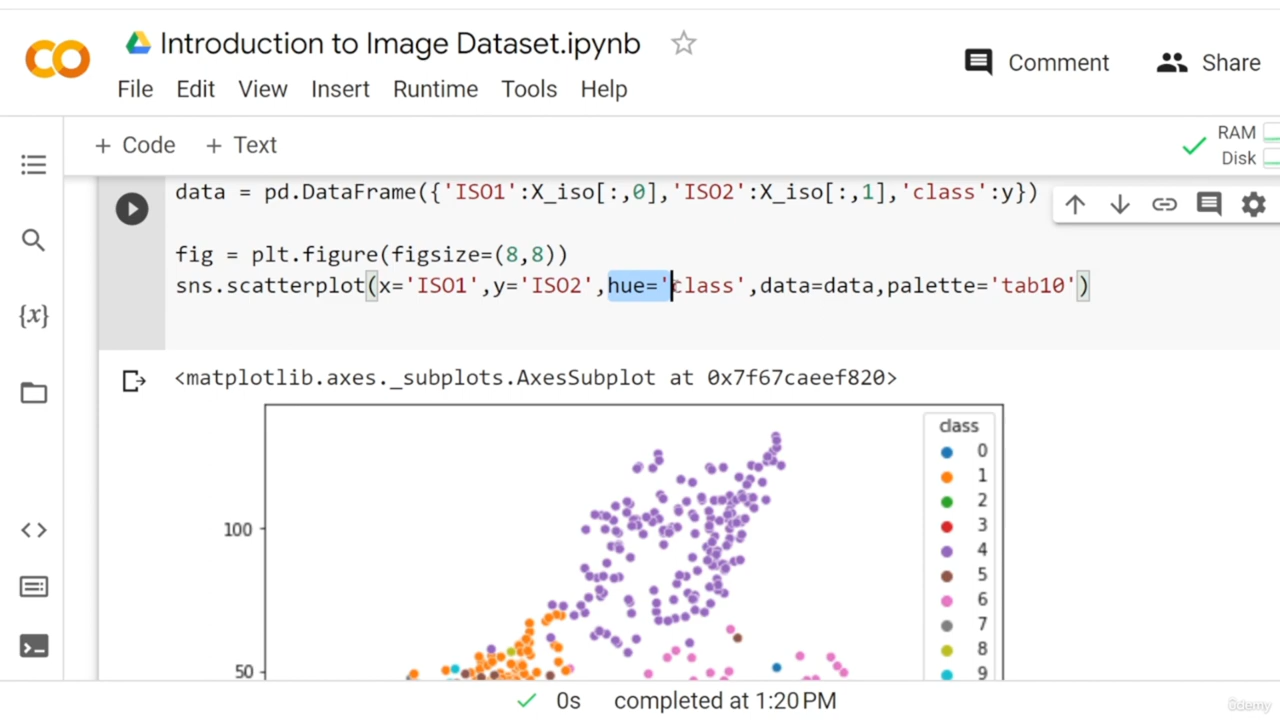 Introduction to Image Dataset.ipynb
Comment
Share
File Edit View Insert Runtime Tools Help
+ Code + Text
RAM
Disk
data = pd.DataFrame({'ISO1':X_iso[:,0],'ISO2':X_iso[:,1],'class':y})
fig = plt.figure(figsize=(8,8))
sns.scatterplot(x='ISO1',y='ISO2',hue='class',data=data,palette='tab10')
{x}
<matplotlib.axes._subplots.AxesSubplot at 0x7f67caeef820>
class
0
1
2
3
4
5
6
7
8
9
100
50
0s completed at 1:20 PM
ûdemy